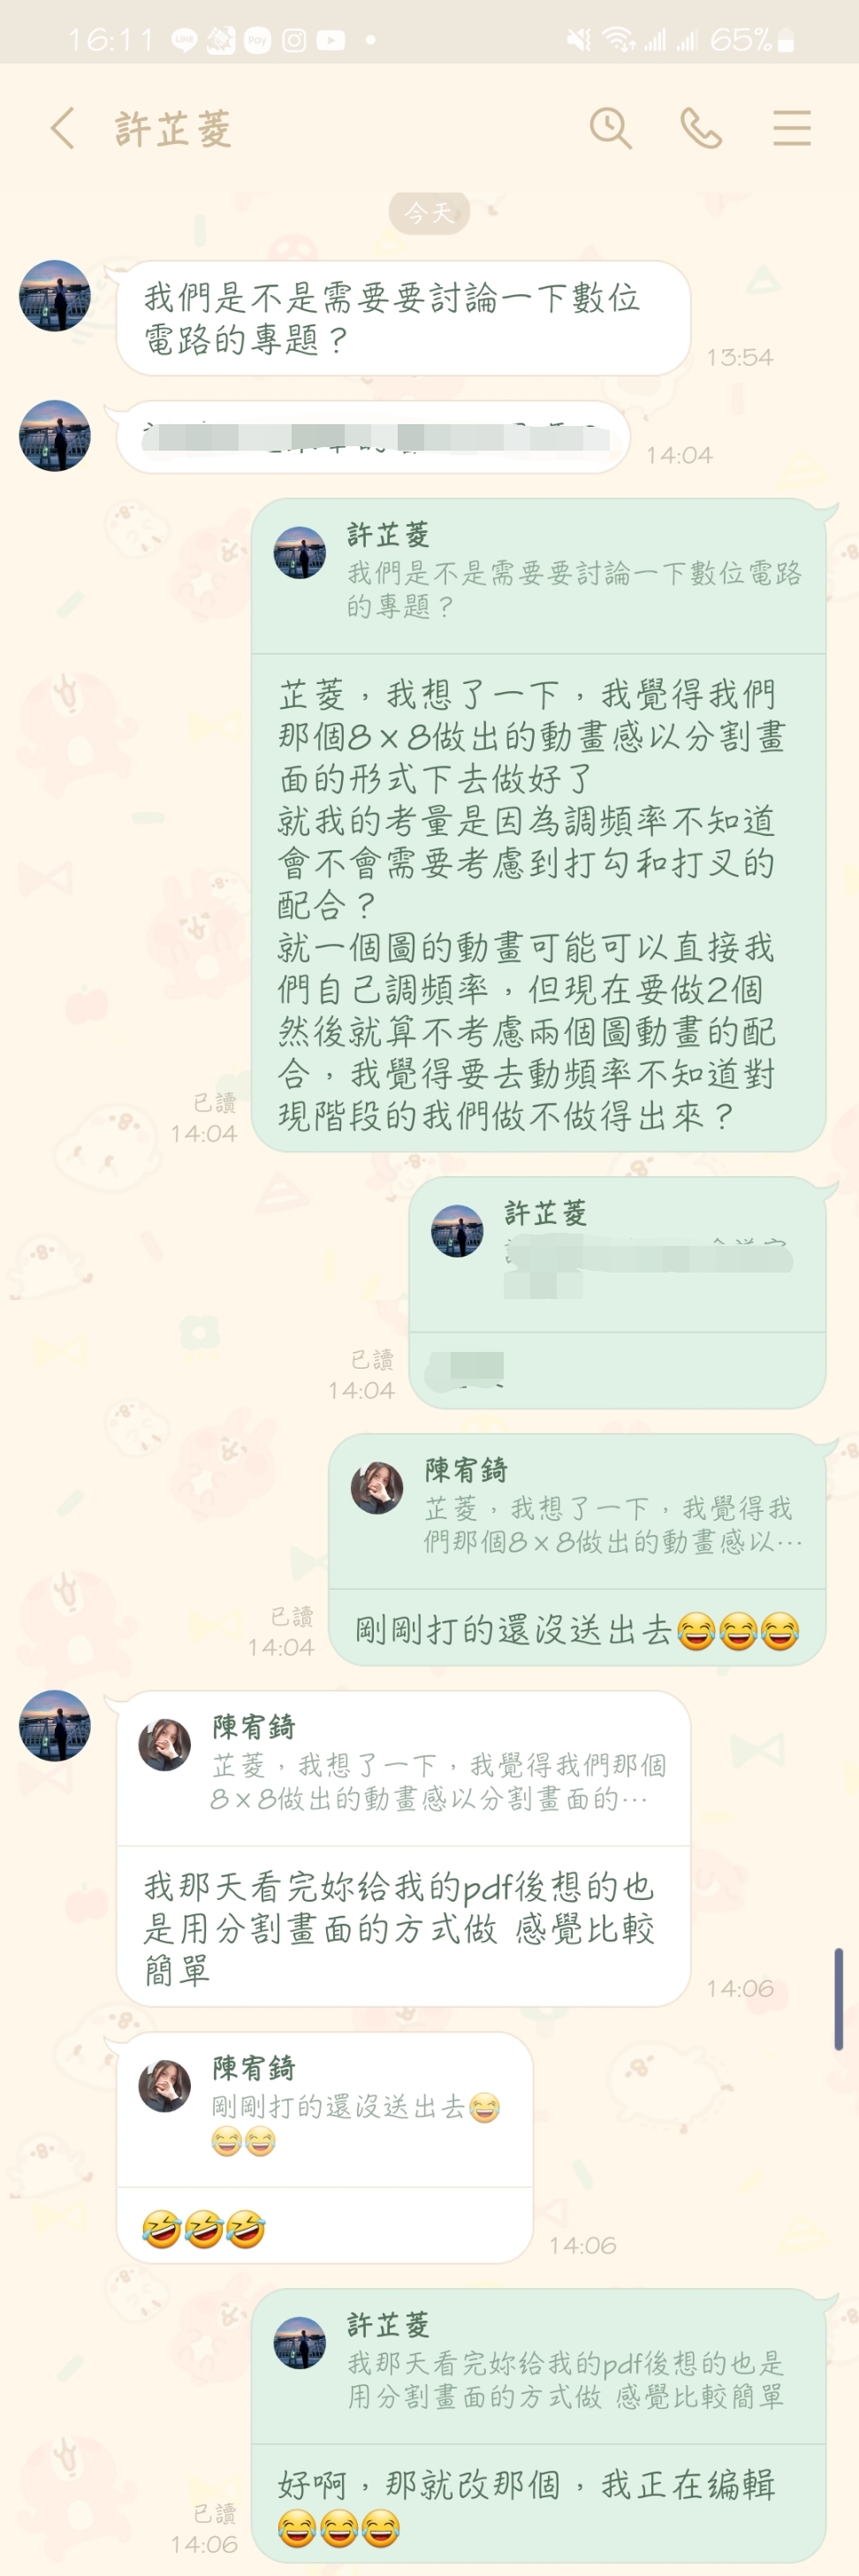 16:11
LINE
Pay
65%
許芷菱
今天
我們是不是需要要討論一下數位
電路的專題？
13:54
14:04
許芷菱
我們是不是需要要討論一下數位電路
的專題？
芷菱，我想了一下，我覺得我們
那個8×8做出的動畫感以分割畫
面的形式下去做好了
就我的考量是因為調頻率不知道
會不會需要考慮到打勾和打叉的
配合？
就一個圖的動畫可能可以直接我
們自己調頻率，但現在要做2個
然後就算不考慮兩個圖動畫的配
合，我覺得要去動頻率不知道對
現階段的我們做不做得出來？
已讀
14:04
許芷菱
已讀
14:04
陳宥錡
芷菱，我想了一下，我覺得我
們那個8×8做出的動畫感以…
剛剛打的還沒送出去😂😂😂
已讀
14:04
陳宥錡
芷菱，我想了一下，我覺得我們那個
8×8做出的動畫感以分割畫面的…
我那天看完妳給我的pdf後想的也
是用分割畫面的方式做 感覺比較
簡單
14:06
陳宥錡
剛剛打的還沒送出去😂
😂😂
🤣🤣🤣
14:06
許芷菱
我那天看完妳給我的pdf後想的也是
用分割畫面的方式做 感覺比較簡單
好啊，那就改那個，我正在編輯
😂😂😂
已讀
14:06